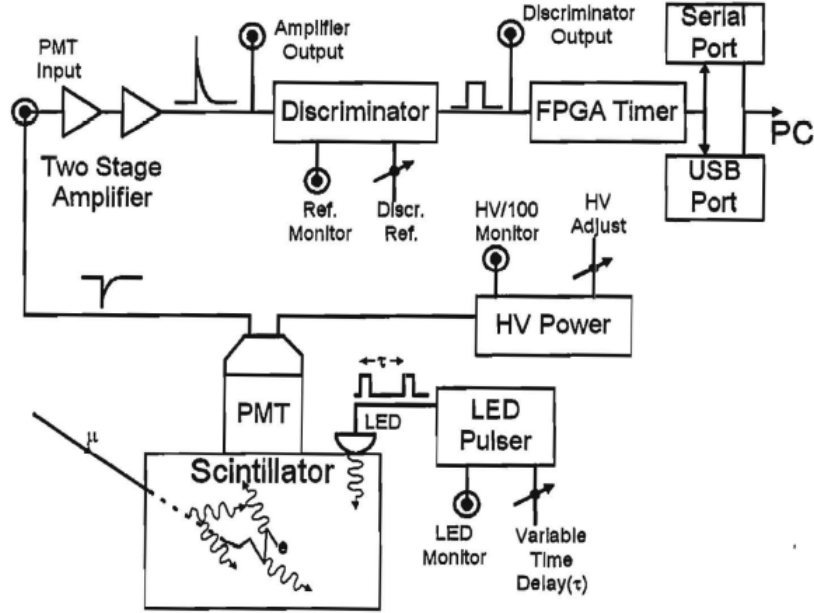 Amplifier
Output
Discriminator
Output
Serial
Port
PMT
Input
Discriminator
FPGA Timer
PC
Two Stage
Amplifier
USB
Port
Ref.
Monitor
Discr.
Ref.
HV/100
Monitor
HV
Adjust
HV Power
τ
PMT
LED
LED
Pulser
μ
Scintillator
e
LED
Monitor
Variable
Time
Delay(τ)